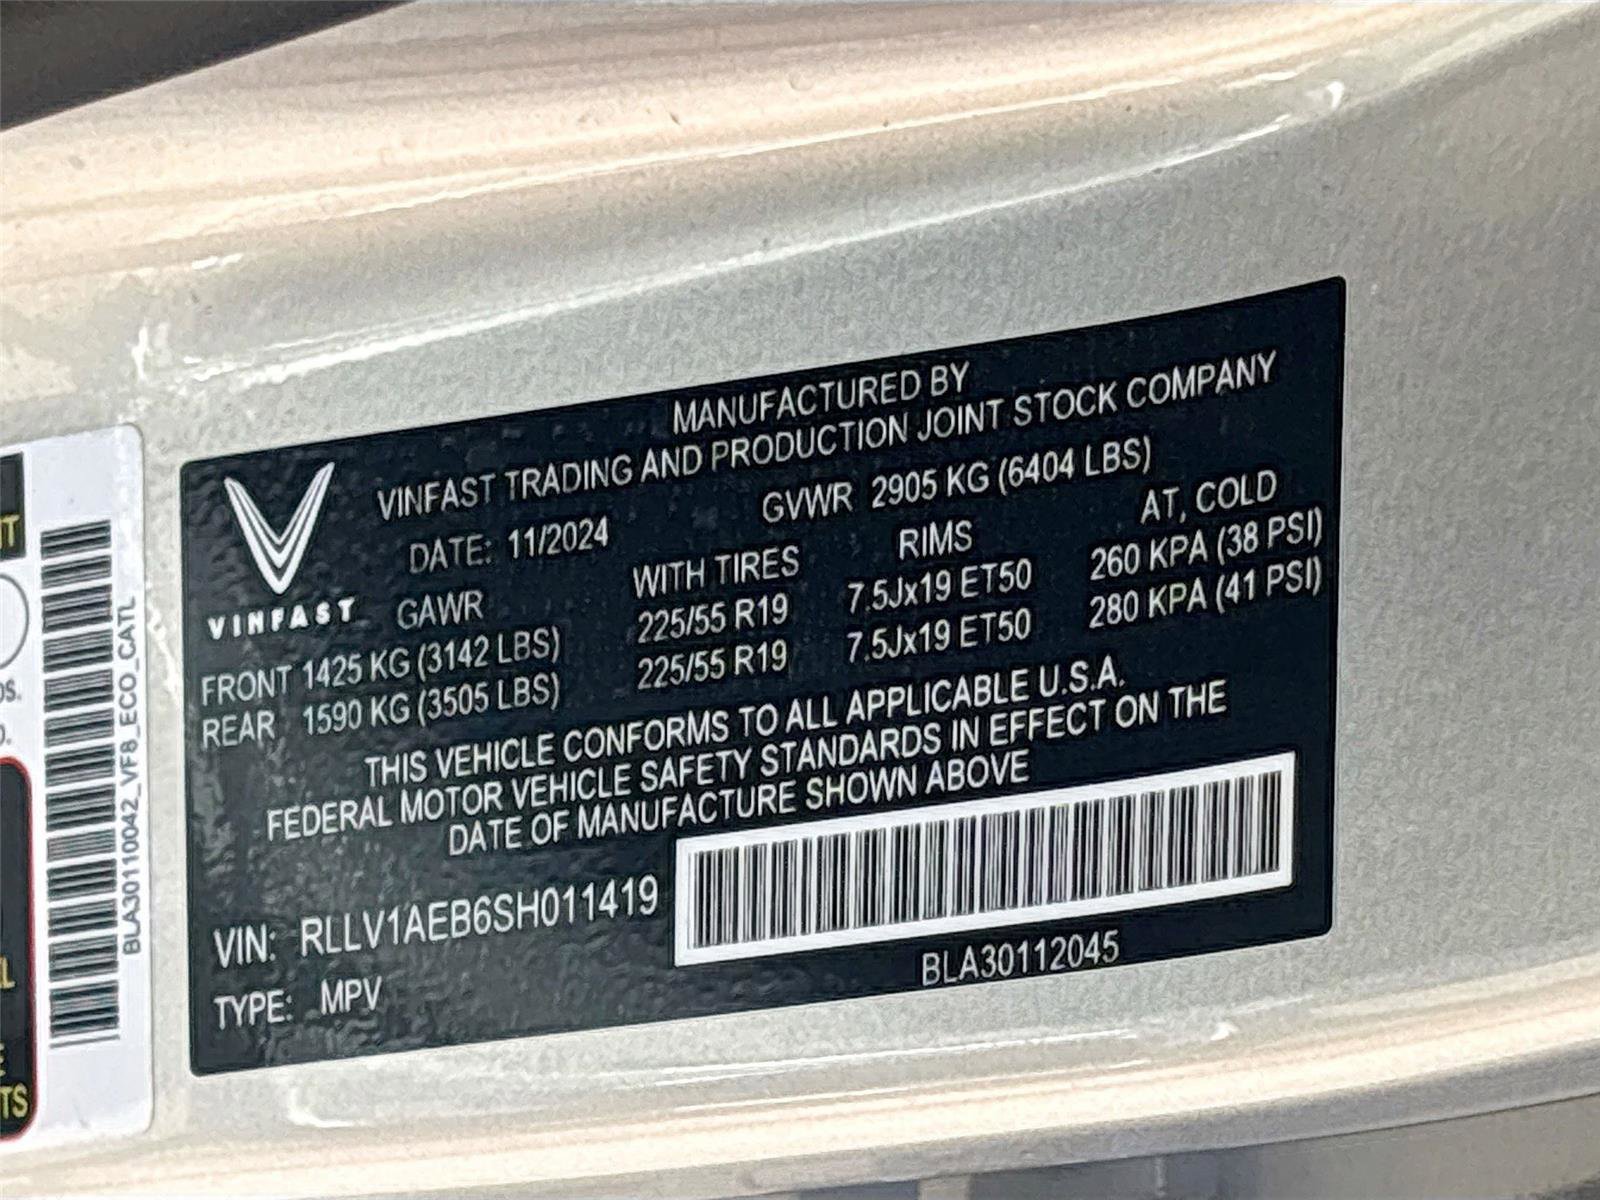 MANUFACTURED BY
VINFAST TRADING AND PRODUCTION JOINT STOCK COMPANY
DATE: 11/2024 GVWR 2905 KG (6404 LBS)
GAWR WITH TIRES RIMS AT, COLD
FRONT 1425 KG (3142 LBS) 225/55 R19 7.5Jx19 ET50 260 KPA (38 PSI)
REAR 1590 KG (3505 LBS) 225/55 R19 7.5Jx19 ET50 280 KPA (41 PSI)
VINFAST
THIS VEHICLE CONFORMS TO ALL APPLICABLE U.S.A.
FEDERAL MOTOR VEHICLE SAFETY STANDARDS IN EFFECT ON THE
DATE OF MANUFACTURE SHOWN ABOVE
VIN: RLLV1AEB6SH011419
TYPE: MPV
BLA30112045
BLA30110042_VF8_ECO_CATL